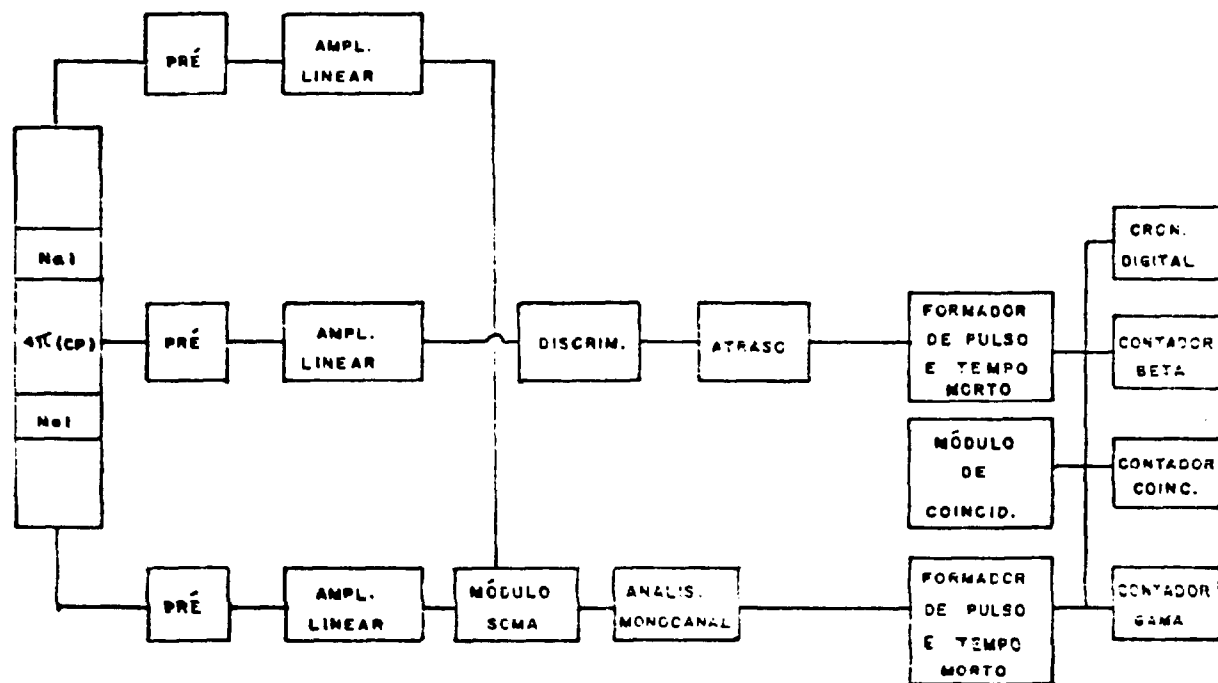 PRÉ
AMPL.
LINEAR
NaI
4π(CP)
NaI
PRÉ
AMPL.
LINEAR
DISCRIM.
ATRASO
FORMADOR
DE PULSO
E TEMPO
MORTO
CRON.
DIGITAL
CONTADOR
BETA
MÓDULO
DE
COINCID.
CONTADOR
COINC.
PRÉ
AMPL.
LINEAR
MÓDULO
SOMA
ANALIS.
MONOCANAL
FORMADOR
DE PULSO
E TEMPO
MORTO
CONTADOR
GAMA